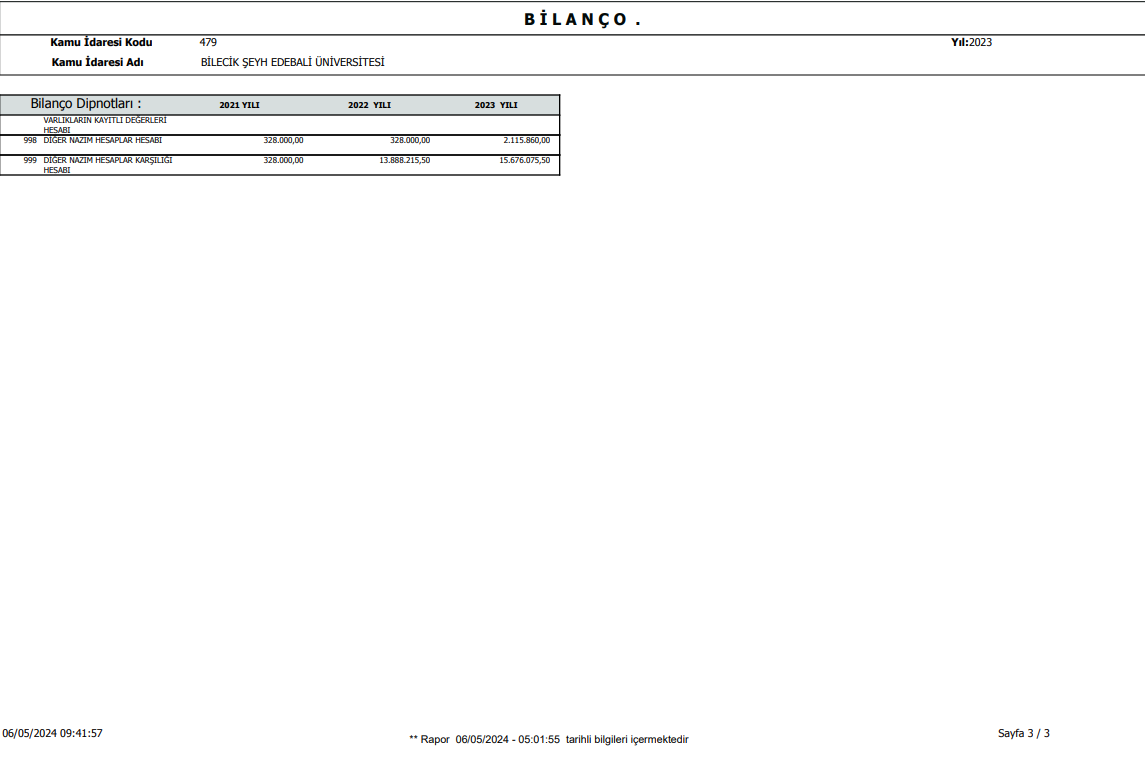 BİLANÇO .
Kamu İdaresi Kodu 479 Yıl:2023
Kamu İdaresi Adı BİLECİK ŞEYH EDEBALİ ÜNİVERSİTESİ
Bilanço Dipnotları : 2021 YILI 2022 YILI 2023 YILI
VARLIKLARIN KAYITLI DEĞERLERİ
HESABI
998 DİĞER NAZIM HESAPLAR HESABI 328.000,00 328.000,00 2.115.860,00
999 DİĞER NAZIM HESAPLAR KARŞILIĞI 328.000,00 13.888.215,50 15.676.075,50
HESABI
06/05/2024 09:41:57 ** Rapor 06/05/2024 - 05:01:55 tarihli bilgileri içermektedir Sayfa 3 / 3